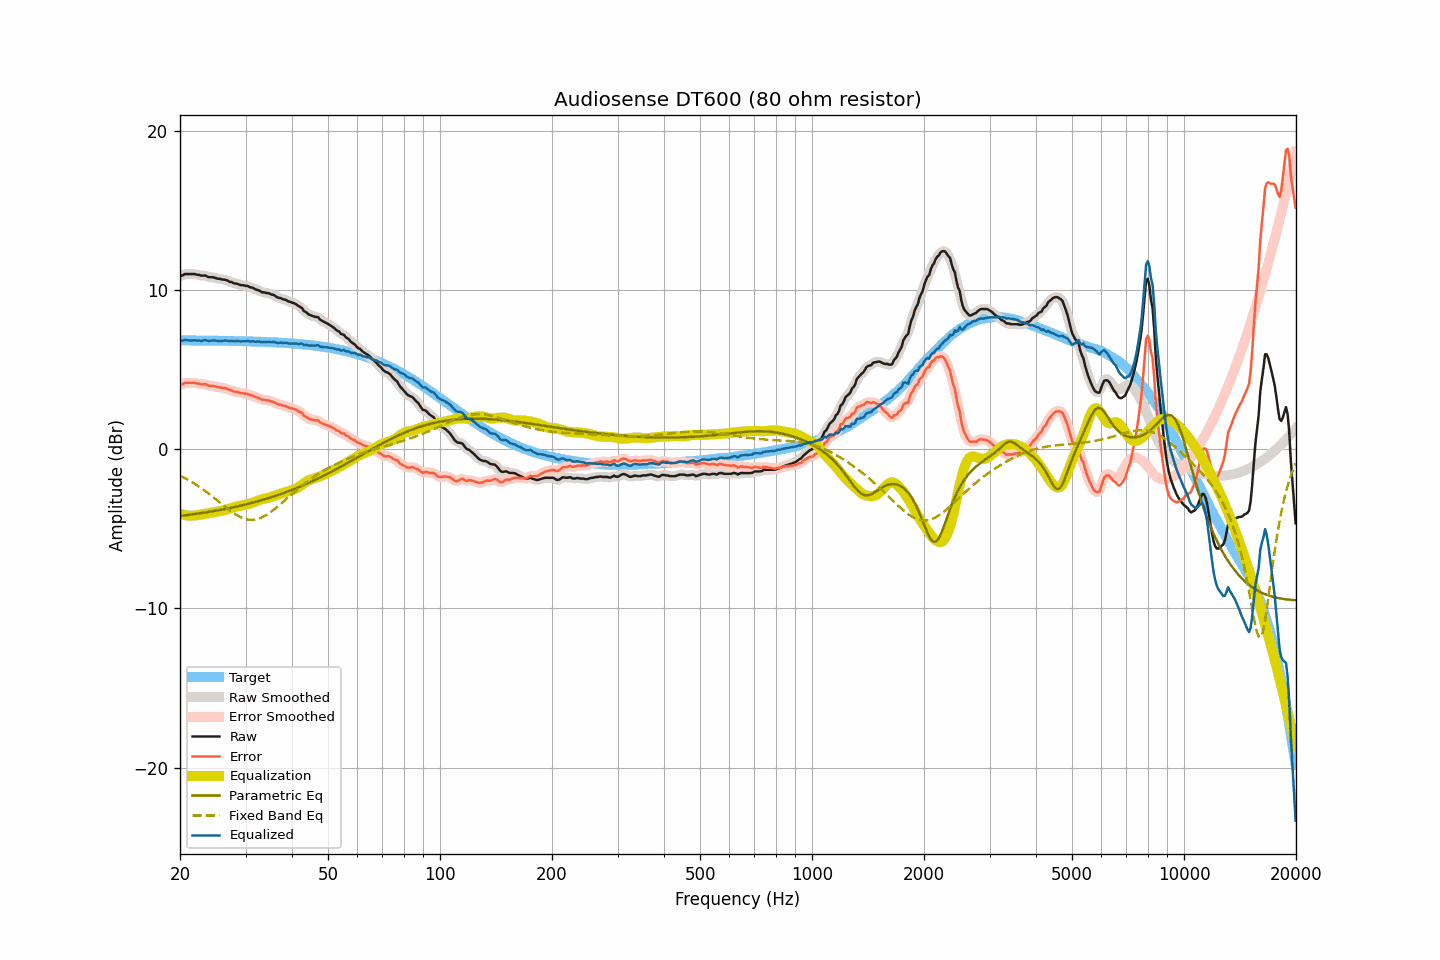 Audiosense DT600 (80 ohm resistor)
20
10
0
−10
−20
Amplitude (dBr)
Target
Raw Smoothed
Error Smoothed
Raw
Error
Equalization
Parametric Eq
Fixed Band Eq
Equalized
20 50 100 200 500 1000 2000 5000 10000 20000
Frequency (Hz)